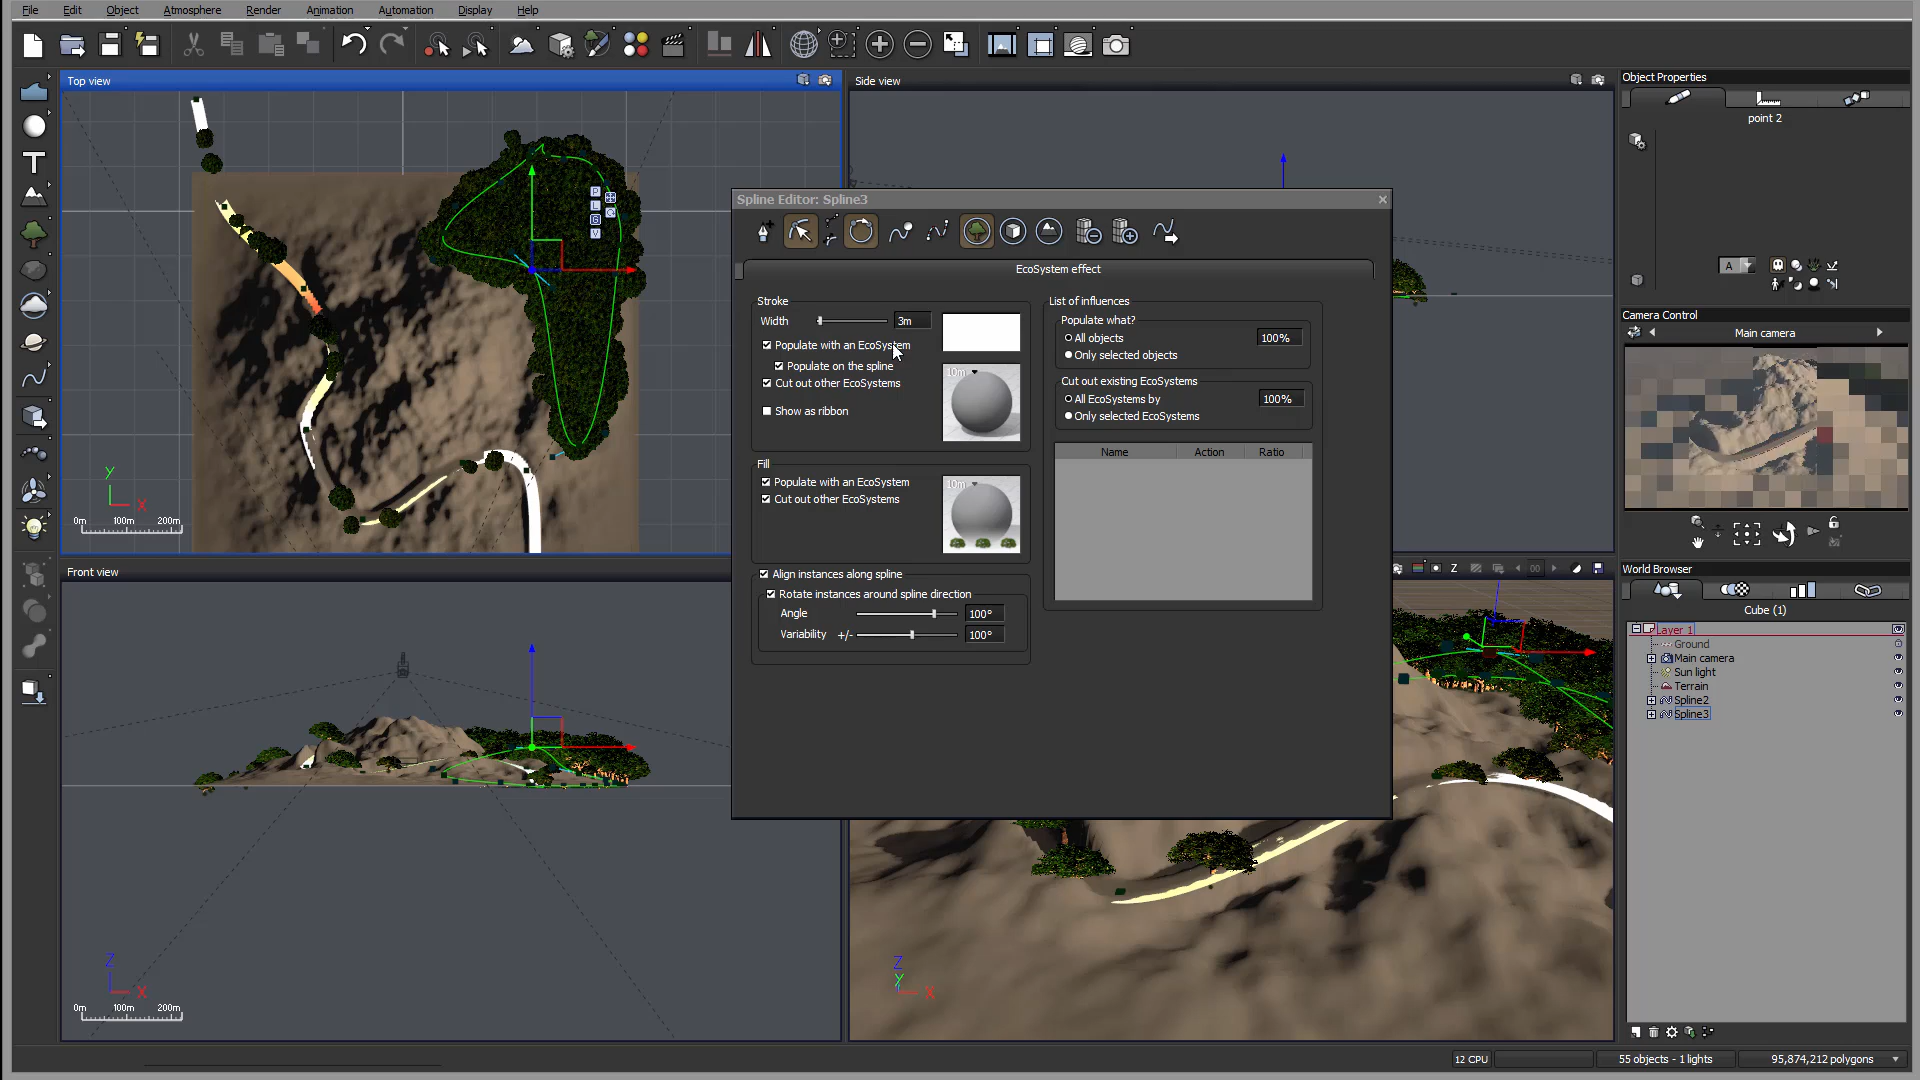 File Edit Object Atmosphere Render Animation Automation Display Help
Top view
P
L
G
V
Y
X
0m 100m 200m
Side view
Front view
Z
X
0m 100m 200m
Spline Editor: Spline3
EcoSystem effect
Stroke
Width 3m
Populate with an EcoSystem
Populate on the spline
Cut out other EcoSystems
Show as ribbon
10m
Fill
Populate with an EcoSystem
Cut out other EcoSystems
10m
Align instances along spline
Rotate instances around spline direction
Angle 100°
Variability +/- 100°
List of influences
Populate what?
All objects 100%
Only selected objects
Cut out existing EcoSystems
All EcoSystems by 100%
Only selected EcoSystems
Name Action Ratio
Z 00
Z
Y
X
Object Properties
point 2
A
Camera Control
Main camera
World Browser
Cube (1)
Layer 1
Ground
Main camera
Sun light
Terrain
Spline2
Spline3
12 CPU 55 objects - 1 lights 95,874,212 polygons